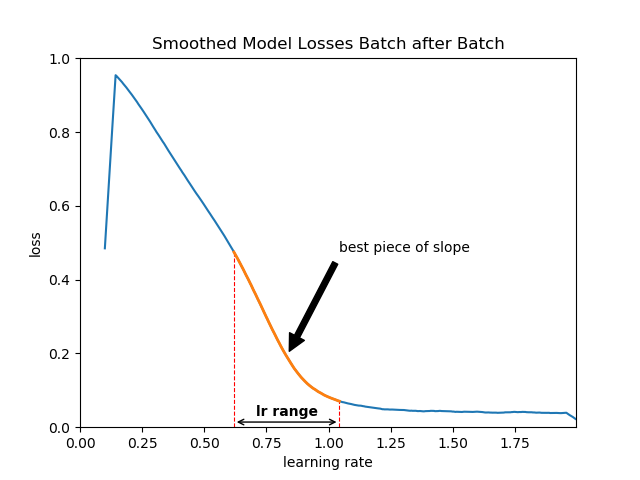 Smoothed Model Losses Batch after Batch
1.0
0.8
0.6
0.4
0.2
0.0
loss
best piece of slope
lr range
0.00 0.25 0.50 0.75 1.00 1.25 1.50 1.75
learning rate